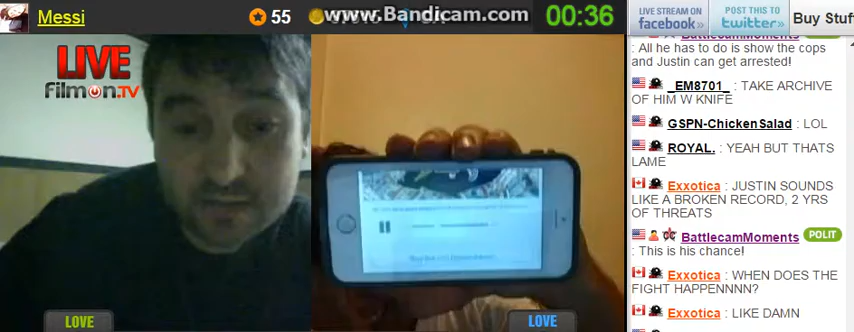 Messi
55
www.Bandicam.com
00:36
LIVE STREAM ON
facebook»
POST THIS TO
twitter»
Buy Stuf
LIVE
FilmOn.TV
LOVE
LOVE
BattlecamMoments
: All he has to do is show the cops
and Justin can get arrested!
_EM8701_ : TAKE ARCHIVE
OF HIM W KNIFE
GSPN-ChickenSalad : LOL
ROYAL. : YEAH BUT THATS
LAME
Exxotica : JUSTIN SOUNDS
LIKE A BROKEN RECORD, 2 YRS
OF THREATS
BattlecamMoments POLIT
: This is his chance!
Exxotica : WHEN DOES THE
FIGHT HAPPENNNN?
Exxotica : LIKE DAMN